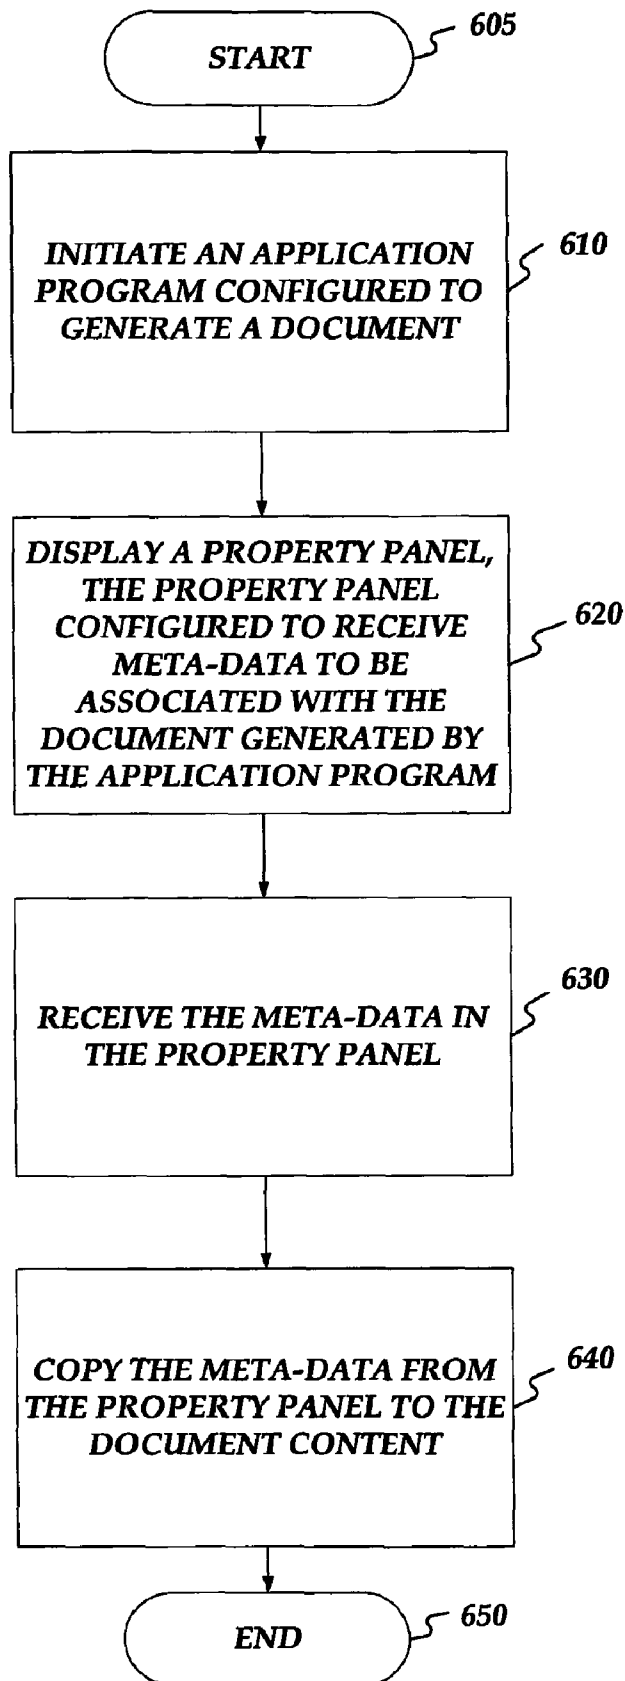 START
605
INITIATE AN APPLICATION
PROGRAM CONFIGURED TO
GENERATE A DOCUMENT
610
DISPLAY A PROPERTY PANEL,
THE PROPERTY PANEL
CONFIGURED TO RECEIVE
META-DATA TO BE
ASSOCIATED WITH THE
DOCUMENT GENERATED BY
THE APPLICATION PROGRAM
620
RECEIVE THE META-DATA IN
THE PROPERTY PANEL
630
COPY THE META-DATA FROM
THE PROPERTY PANEL TO THE
DOCUMENT CONTENT
640
END
650